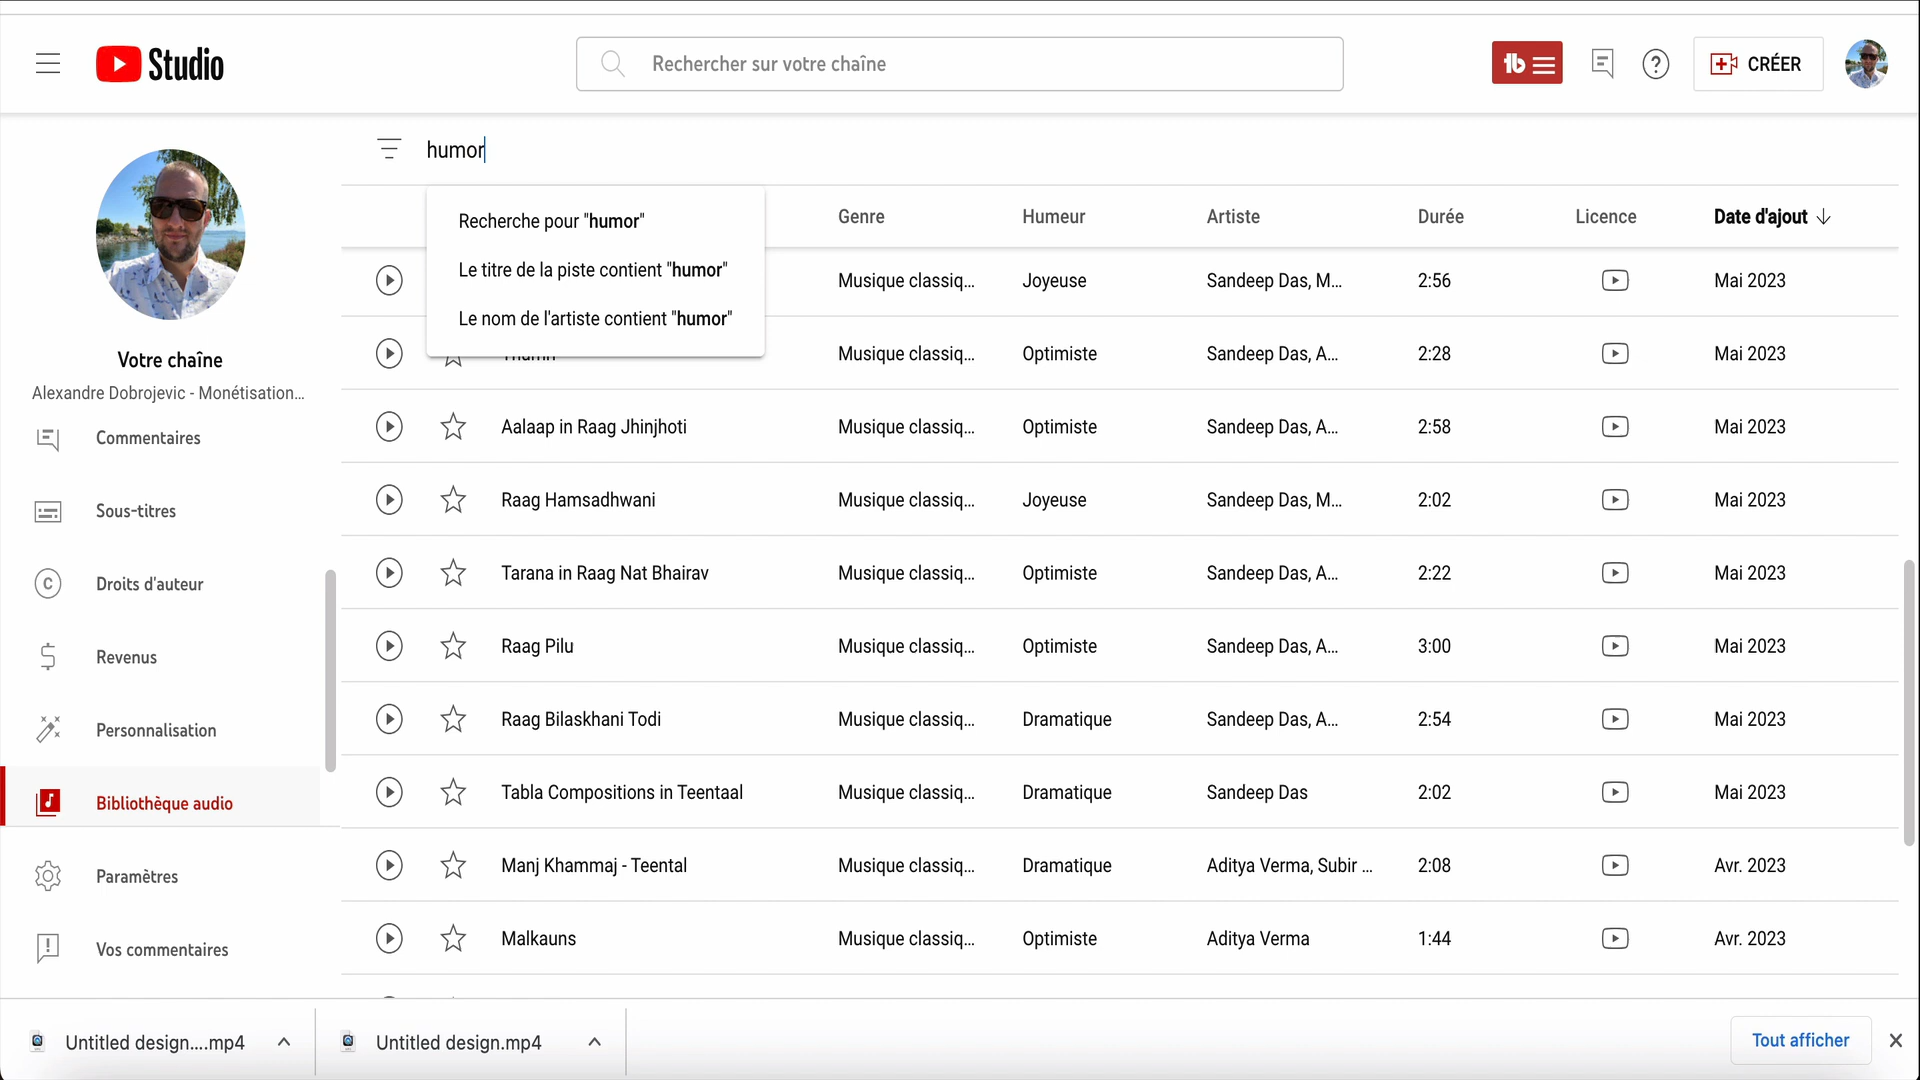 Studio
Rechercher sur votre chaîne
CRÉER
humor
Recherche pour "humor"
Le titre de la piste contient "humor"
Le nom de l'artiste contient "humor"
Genre Humeur Artiste Durée Licence Date d'ajout
Musique classiq... Joyeuse Sandeep Das, M... 2:56 Mai 2023
Musique classiq... Optimiste Sandeep Das, A... 2:28 Mai 2023
Aalaap in Raag Jhinjhoti Musique classiq... Optimiste Sandeep Das, A... 2:58 Mai 2023
Raag Hamsadhwani Musique classiq... Joyeuse Sandeep Das, M... 2:02 Mai 2023
Tarana in Raag Nat Bhairav Musique classiq... Optimiste Sandeep Das, A... 2:22 Mai 2023
Raag Pilu Musique classiq... Optimiste Sandeep Das, A... 3:00 Mai 2023
Raag Bilaskhani Todi Musique classiq... Dramatique Sandeep Das, A... 2:54 Mai 2023
Tabla Compositions in Teentaal Musique classiq... Dramatique Sandeep Das 2:02 Mai 2023
Manj Khammaj - Teental Musique classiq... Dramatique Aditya Verma, Subir ... 2:08 Avr. 2023
Malkauns Musique classiq... Optimiste Aditya Verma 1:44 Avr. 2023
Votre chaîne
Alexandre Dobrojevic - Monétisation...
Commentaires
Sous-titres
Droits d'auteur
Revenus
Personnalisation
Bibliothèque audio
Paramètres
Vos commentaires
Untitled design....mp4
Untitled design.mp4
Tout afficher